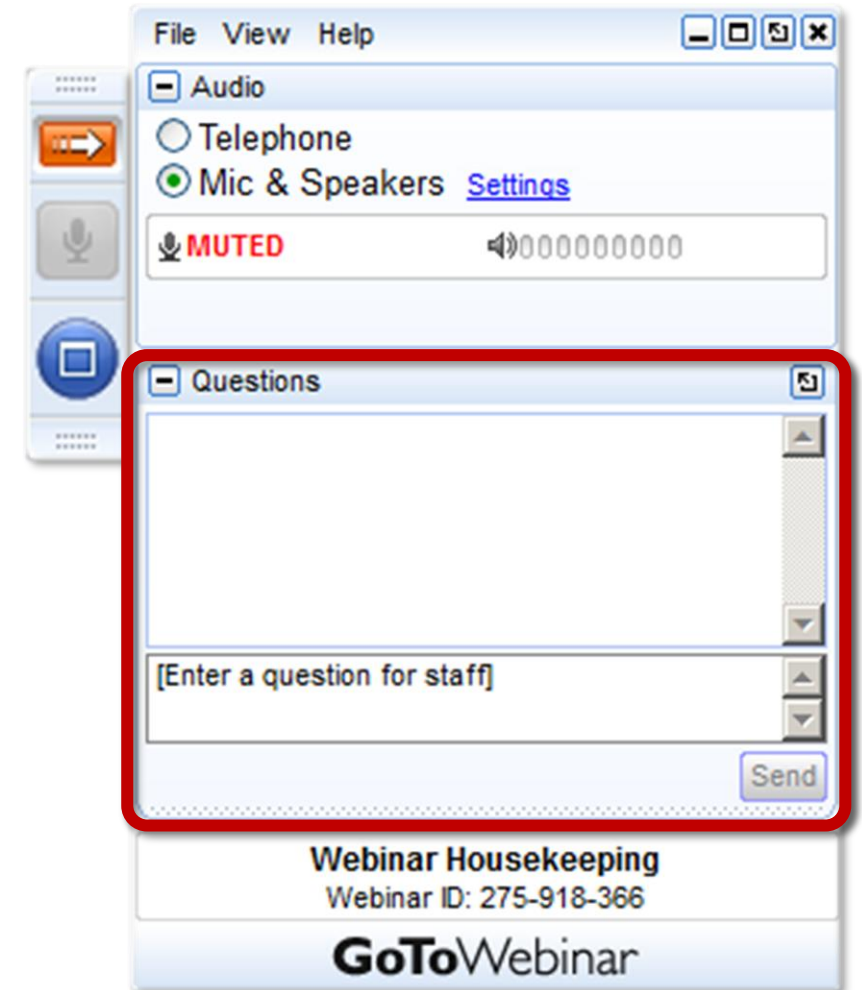 File View Help
Audio
Telephone
Mic & Speakers Settings
MUTED
Questions
[Enter a question for staff]
Send
Webinar Housekeeping
Webinar ID: 275-918-366
GoToWebinar